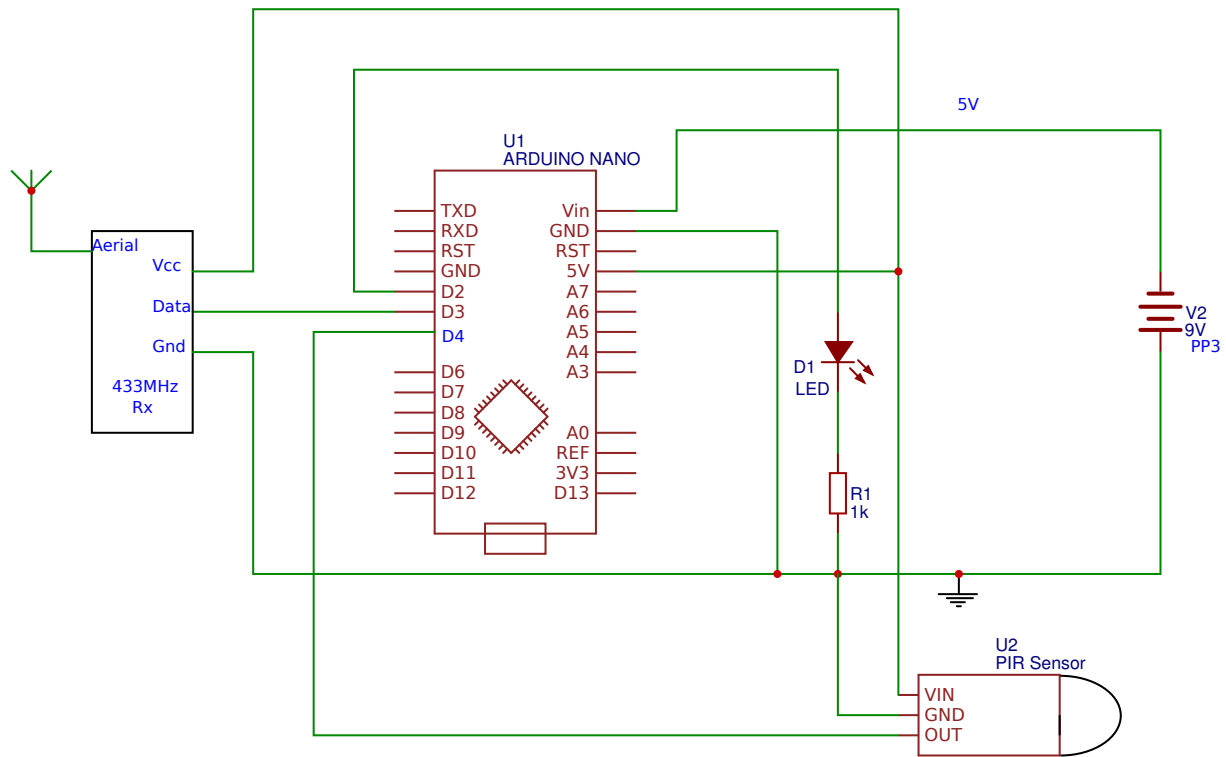 5V
U1
ARDUINO NANO
Aerial
Vcc
Data
Gnd
433MHz
Rx
TXD
RXD
RST
GND
D2
D3
D4
D6
D7
D8
D9
D10
D11
D12
Vin
GND
RST
5V
A7
A6
A5
A4
A3
A0
REF
3V3
D13
D1
LED
R1
1k
V2
9V
PP3
U2
PIR Sensor
VIN
GND
OUT